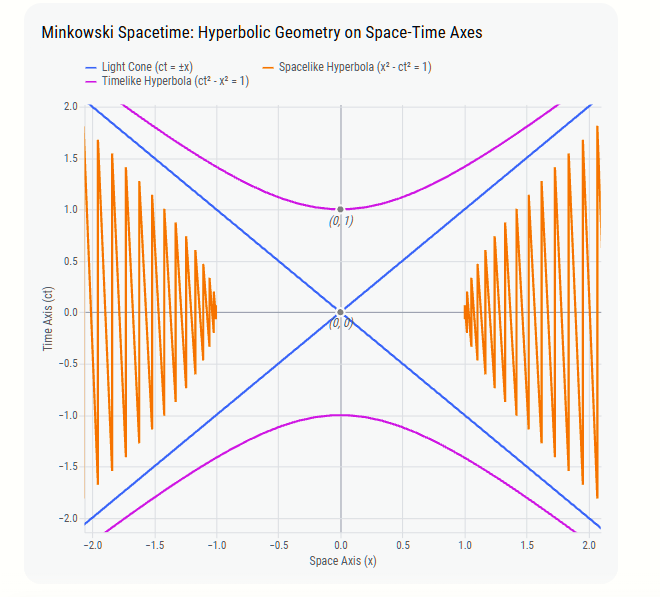 Minkowski Spacetime: Hyperbolic Geometry on Space-Time Axes
Light Cone (ct = ±x)
Spacelike Hyperbola (x² - ct² = 1)
Timelike Hyperbola (ct² - x² = 1)
2.0
1.5
1.0
0.5
0.0
−0.5
−1.0
−1.5
−2.0
Time Axis (ct)
(0, 1)
(0, 0)
−2.0 −1.5 −1.0 −0.5 0.0 0.5 1.0 1.5 2.0
Space Axis (x)